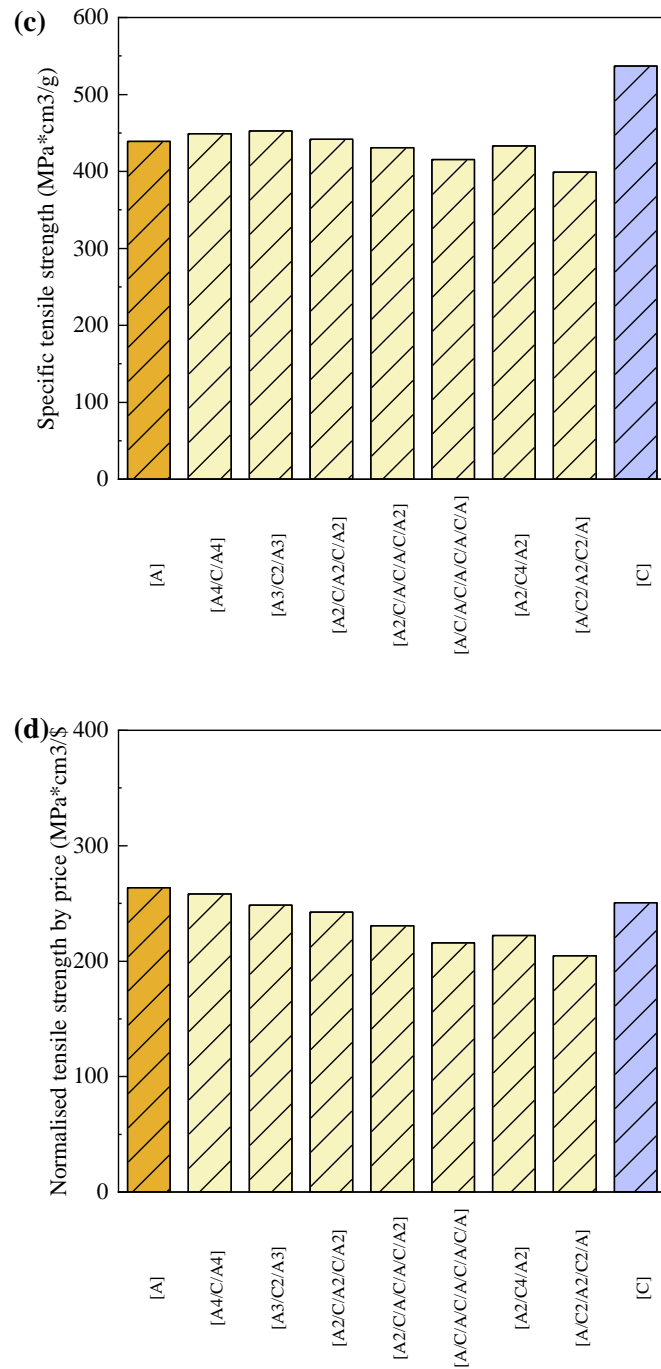 (c)
Specific tensile strength (MPa*cm3/g)
600
500
400
300
200
100
0
[A]
[A4/C/A4]
[A3/C2/A3]
[A2/C/A2/C/A2]
[A2/C/A/C/A/C/A2]
[A/C/A/C/A/C/A/C/A]
[A2/C4/A2]
[A/C2/A2/C2/A]
[C]
(d)
Normalised tensile strength by price (MPa*cm3/$
400
300
200
100
0
[A]
[A4/C/A4]
[A3/C2/A3]
[A2/C/A2/C/A2]
[A2/C/A/C/A/C/A2]
[A/C/A/C/A/C/A/C/A]
[A2/C4/A2]
[A/C2/A2/C2/A]
[C]